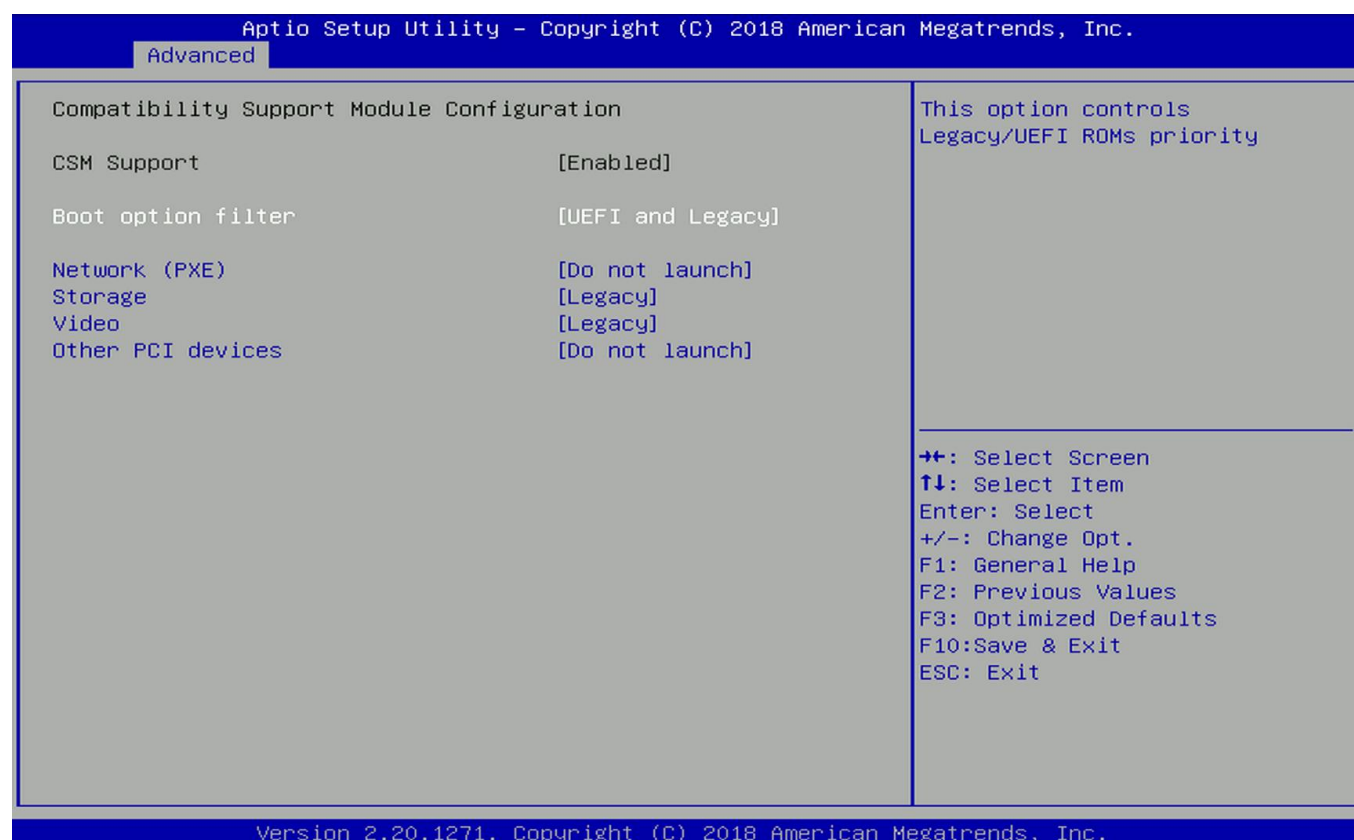 Aptio Setup Utility – Copyright (C) 2018 American Megatrends, Inc.
Advanced
Compatibility Support Module Configuration
CSM Support [Enabled]
Boot option filter [UEFI and Legacy]
Network (PXE) [Do not launch]
Storage [Legacy]
Video [Legacy]
Other PCI devices [Do not launch]
This option controls
Legacy/UEFI ROMs priority
→←: Select Screen
↑↓: Select Item
Enter: Select
+/-: Change Opt.
F1: General Help
F2: Previous Values
F3: Optimized Defaults
F10:Save & Exit
ESC: Exit
Version 2.20.1271. Copyright (C) 2018 American Megatrends, Inc.